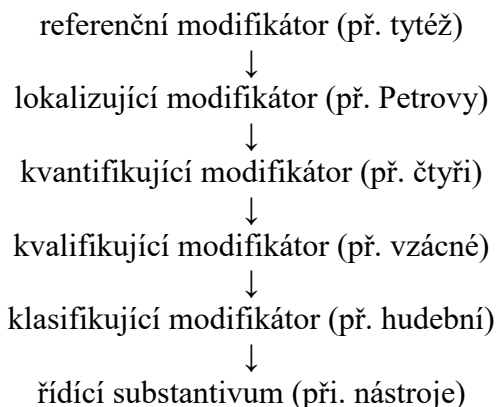 referenční modifikátor (př. tytéž)
↓
lokalizující modifikátor (př. Petrovy)
↓
kvantifikující modifikátor (př. čtyři)
↓
kvalifikující modifikátor (př. vzácné)
↓
klasifikující modifikátor (př. hudební)
↓
řídící substantivum (při. nástroje)